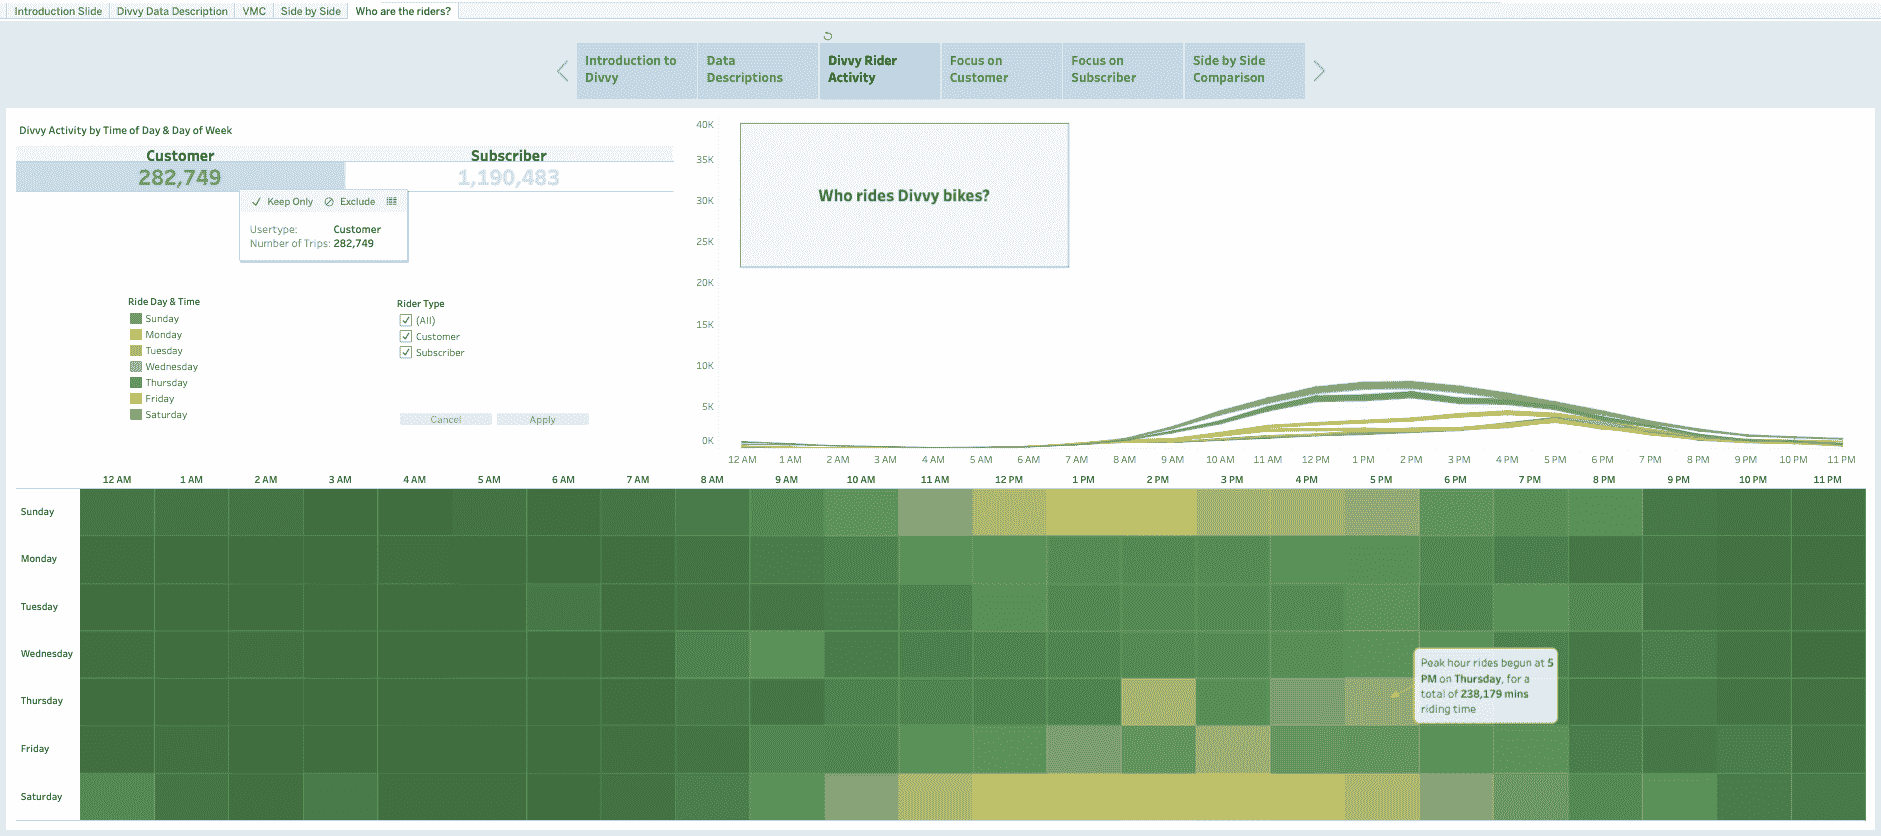 Introduction Slide
Divvy Data Description
VMC
Side by Side
Who are the riders?
Introduction to
Divvy
Data
Descriptions
Divvy Rider
Activity
Focus on
Customer
Focus on
Subscriber
Side by Side
Comparison
Divvy Activity by Time of Day & Day of Week
Customer
Subscriber
282,749
1,190,483
Keep Only
Exclude
Usertype: Customer
Number of Trips: 282,749
Ride Day & Time
Sunday
Monday
Tuesday
Wednesday
Thursday
Friday
Saturday
Rider Type
(All)
Customer
Subscriber
Cancel
Apply
40K
35K
30K
25K
20K
15K
10K
5K
0K
Who rides Divvy bikes?
12 AM 1 AM 2 AM 3 AM 4 AM 5 AM 6 AM 7 AM 8 AM 9 AM 10 AM 11 AM 12 PM 1 PM 2 PM 3 PM 4 PM 5 PM 6 PM 7 PM 8 PM 9 PM 10 PM 11 PM
12 AM 1 AM 2 AM 3 AM 4 AM 5 AM 6 AM 7 AM 8 AM 9 AM 10 AM 11 AM 12 PM 1 PM 2 PM 3 PM 4 PM 5 PM 6 PM 7 PM 8 PM 9 PM 10 PM 11 PM
Sunday
Monday
Tuesday
Wednesday
Thursday
Friday
Saturday
Peak hour rides begun at 5
PM on Thursday, for a
total of 238,179 mins
riding time